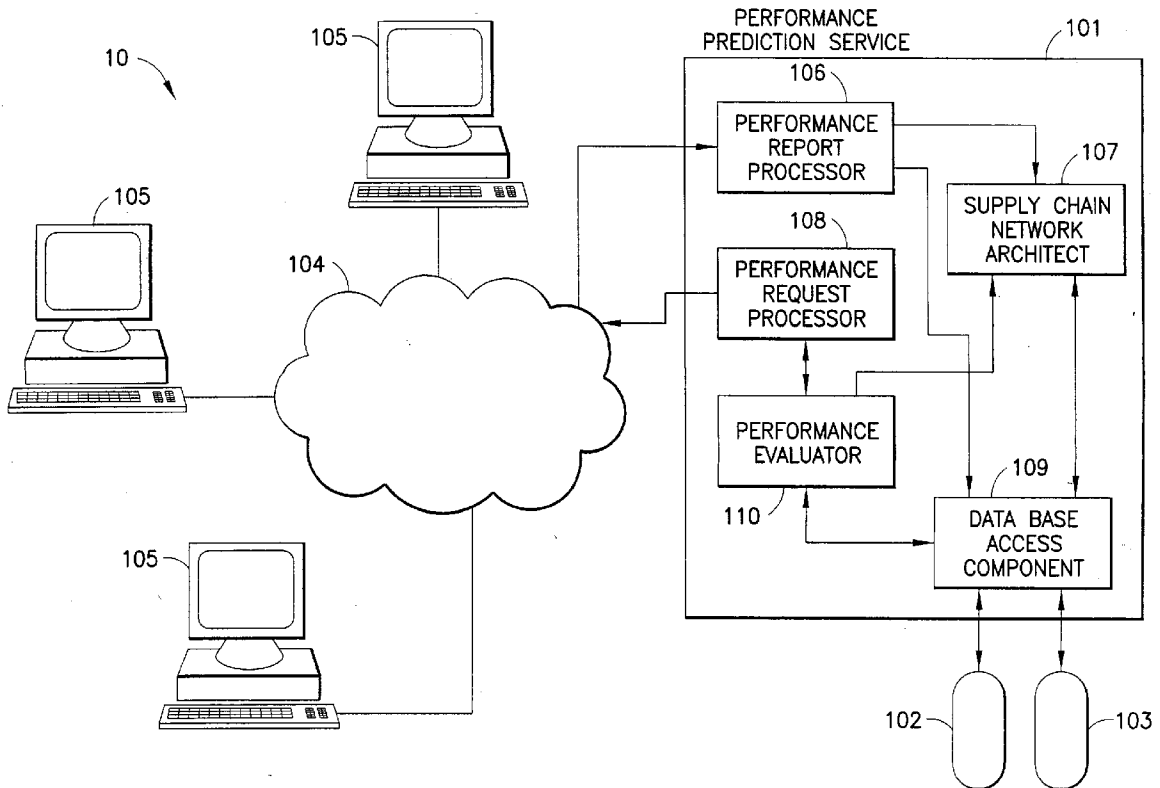 10
105
105
104
105
PERFORMANCE
PREDICTION SERVICE
101
106
PERFORMANCE
REPORT
PROCESSOR
107
SUPPLY CHAIN
NETWORK
ARCHITECT
108
PERFORMANCE
REQUEST
PROCESSOR
PERFORMANCE
EVALUATOR
110
109
DATA BASE
ACCESS
COMPONENT
102
103